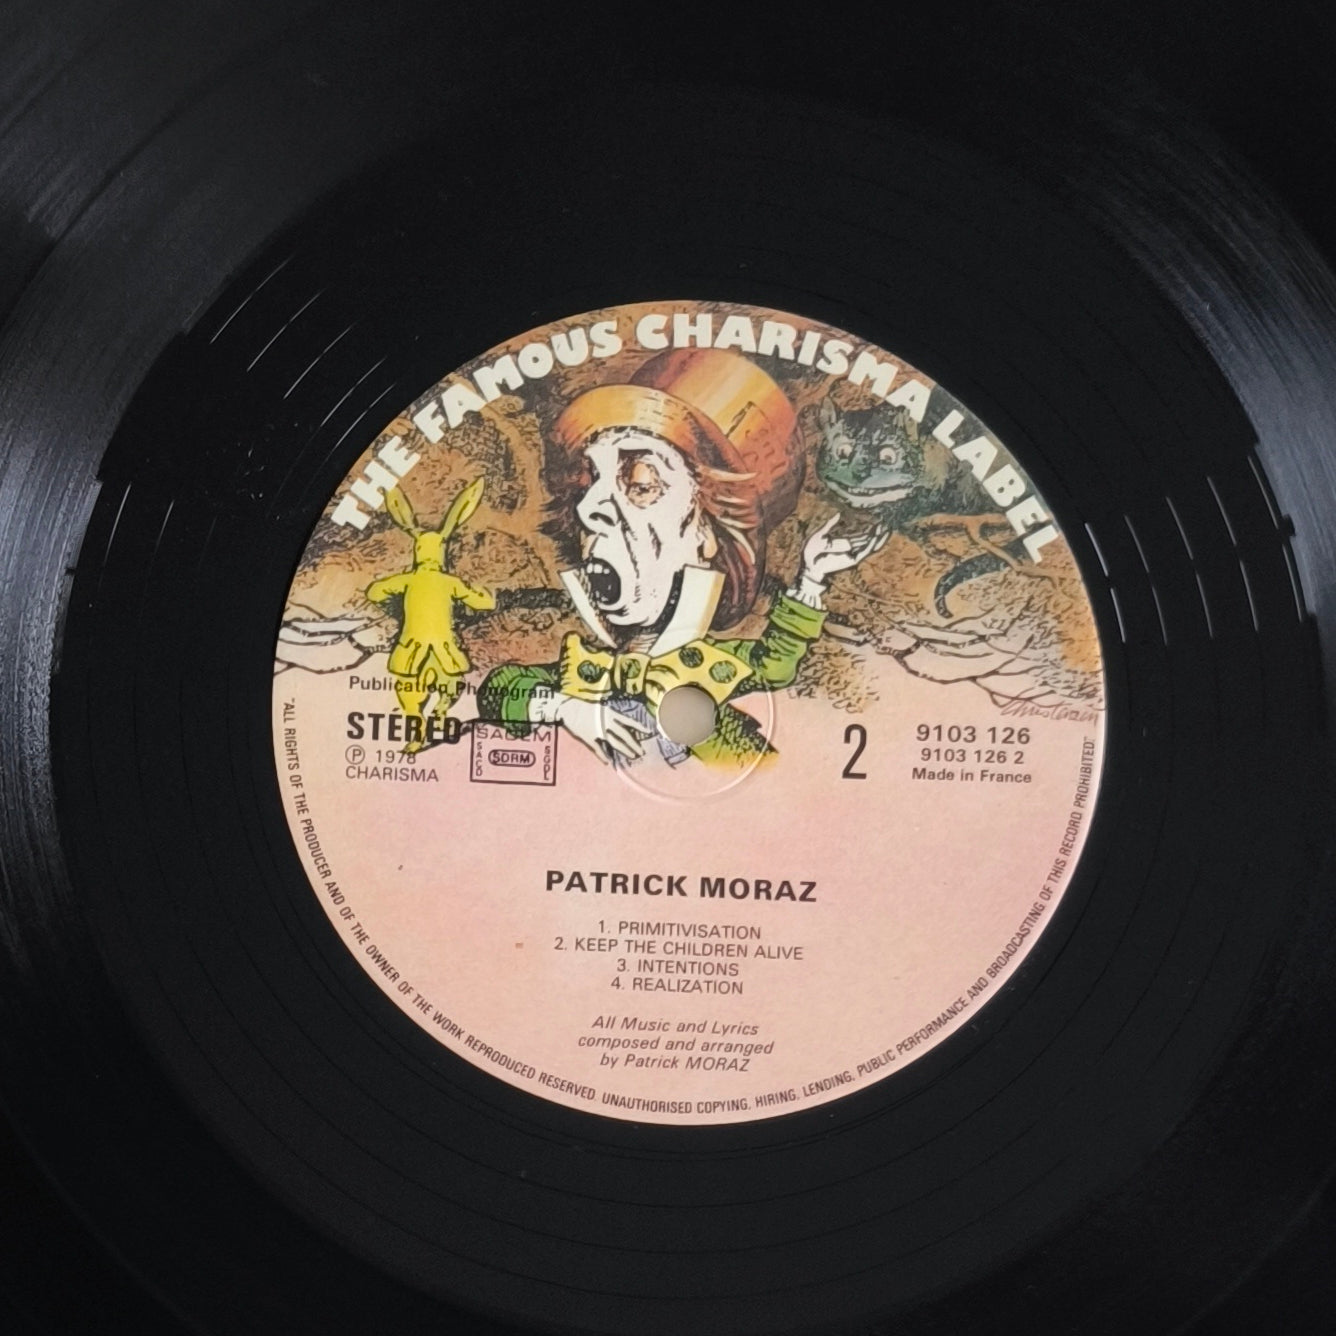 THE FAMOUS CHARISMA LABEL
Publication Phonogram
STÉRÉO
Ⓟ 1978
CHARISMA
SACEM
SACD
SDRM
SGDL
2
9103 126
9103 126 2
Made in France
PATRICK MORAZ
1. PRIMITIVISATION
2. KEEP THE CHILDREN ALIVE
3. INTENTIONS
4. REALIZATION
All Music and Lyrics
composed and arranged
by Patrick MORAZ
"ALL RIGHTS OF THE PRODUCER AND OF THE OWNER OF THE WORK REPRODUCED RESERVED. UNAUTHORISED COPYING, HIRING, LENDING, PUBLIC PERFORMANCE AND BROADCASTING OF THIS RECORD PROHIBITED."